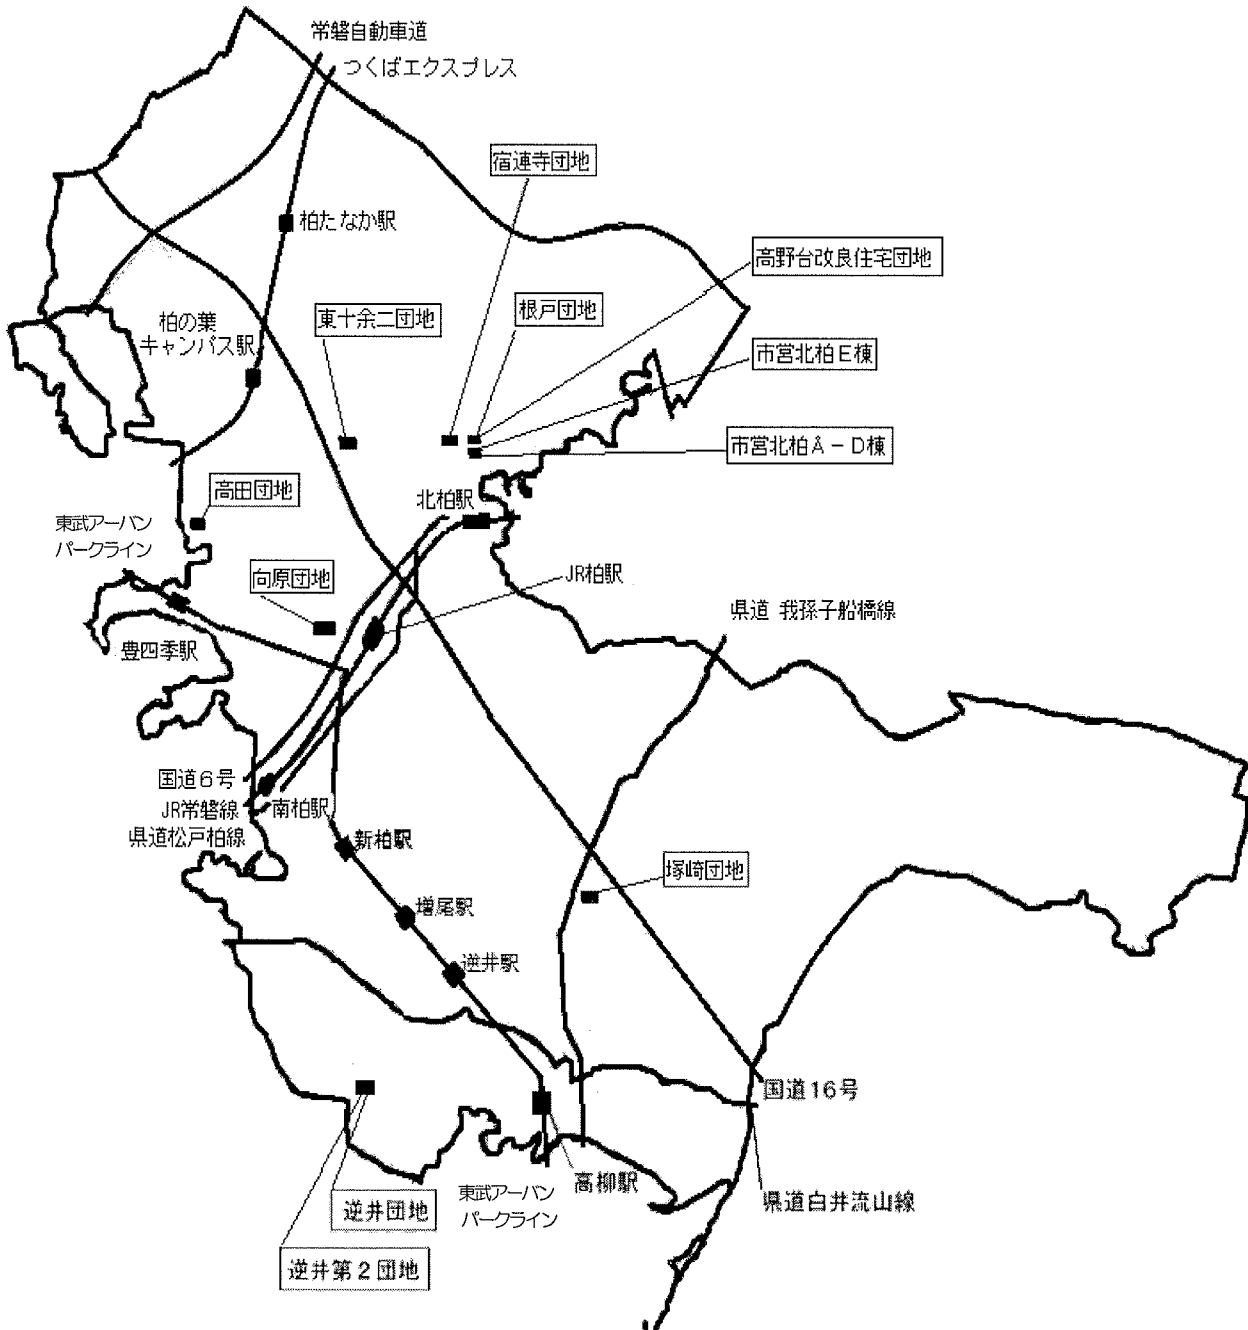 常磐自動車道
つくばエクスプレス
宿連寺団地
柏たなか駅
高野台改良住宅団地
根戸団地
東十余二団地
柏の葉
キャンパス駅
市営北柏E棟
市営北柏A-D棟
高田団地
北柏駅
東武アーバン
パークライン
向原団地
JR柏駅
県道 我孫子船橋線
豊四季駅
国道6号
JR常磐線
南柏駅
県道松戸柏線
新柏駅
塚崎団地
増尾駅
逆井駅
国道16号
高柳駅
東武アーバン
パークライン
県道白井流山線
逆井団地
逆井第2団地